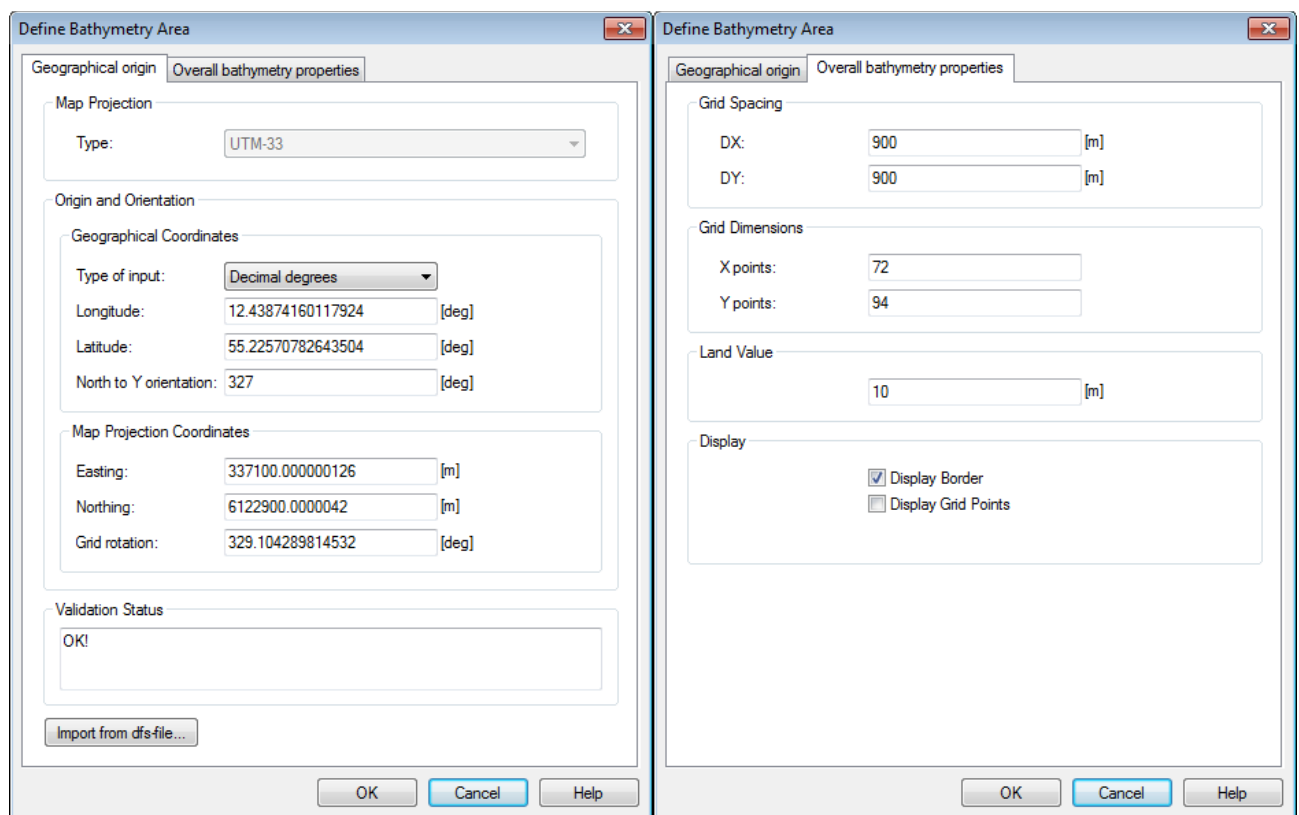 Define Bathymetry Area
Geographical origin Overall bathymetry properties
Map Projection
Type: UTM-33
Origin and Orientation
Geographical Coordinates
Type of input: Decimal degrees
Longitude: 12.43874160117924 [deg]
Latitude: 55.22570782643504 [deg]
North to Y orientation: 327 [deg]
Map Projection Coordinates
Easting: 337100.000000126 [m]
Northing: 6122900.0000042 [m]
Grid rotation: 329.104289814532 [deg]
Validation Status
OK!
Import from dfs-file...
OK Cancel Help
Define Bathymetry Area
Geographical origin Overall bathymetry properties
Grid Spacing
DX: 900 [m]
DY: 900 [m]
Grid Dimensions
X points: 72
Y points: 94
Land Value
10 [m]
Display
Display Border
Display Grid Points
OK Cancel Help